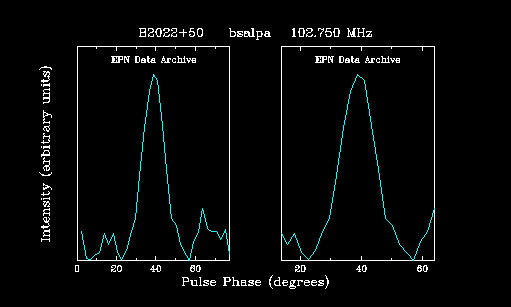 B2022+50 bsalpa 102.750 MHz
EPN Data Archive
EPN Data Archive
Intensity (arbitrary units)
0 20 40 60
20 40 60
Pulse Phase (degrees)